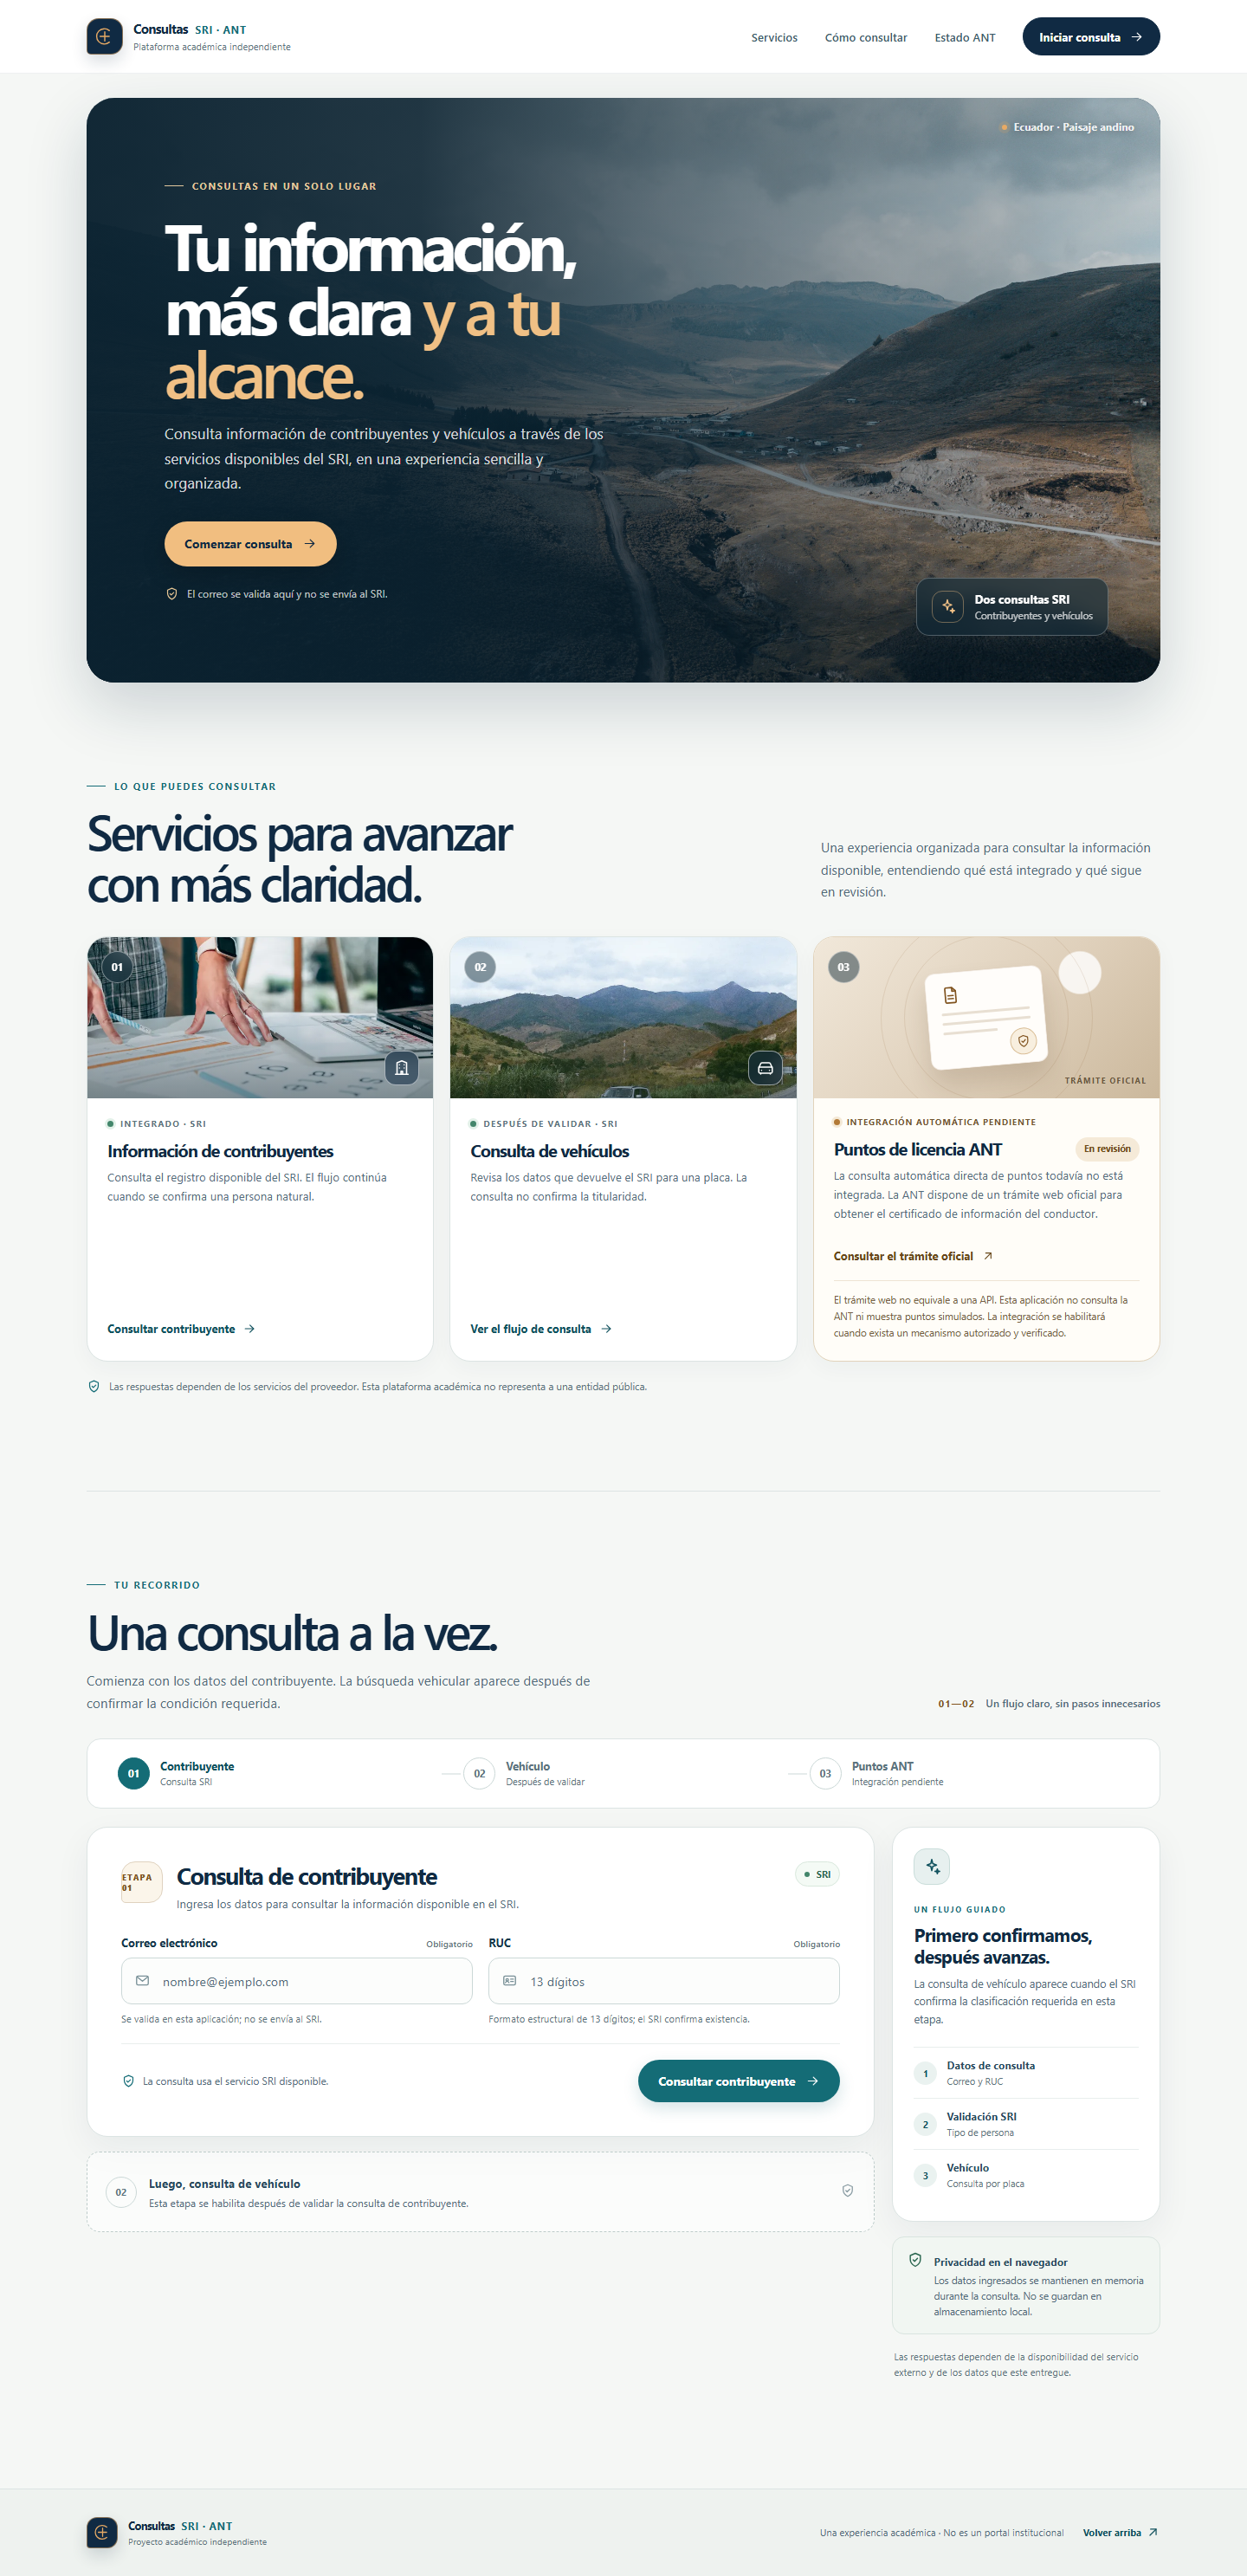 Consultas SRI · ANT
Plataforma académica independiente
Servicios
Cómo consultar
Estado ANT
Iniciar consulta
Ecuador · Paisaje andino
CONSULTAS EN UN SOLO LUGAR
Tu información,
más clara y a tu
alcance.
Consulta información de contribuyentes y vehículos a través de los
servicios disponibles del SRI, en una experiencia sencilla y
organizada.
Comenzar consulta
El correo se valida aquí y no se envía al SRI.
Dos consultas SRI
Contribuyentes y vehículos
LO QUE PUEDES CONSULTAR
Servicios para avanzar
con más claridad.
Una experiencia organizada para consultar la información
disponible, entendiendo qué está integrado y qué sigue
en revisión.
01
INTEGRADO · SRI
Información de contribuyentes
Consulta el registro disponible del SRI. El flujo continúa
cuando se confirma una persona natural.
Consultar contribuyente
02
DESPUÉS DE VALIDAR · SRI
Consulta de vehículos
Revisa los datos que devuelve el SRI para una placa. La
consulta no confirma la titularidad.
Ver el flujo de consulta
03
TRÁMITE OFICIAL
INTEGRACIÓN AUTOMÁTICA PENDIENTE
Puntos de licencia ANT
En revisión
La consulta automática directa de puntos todavía no está
integrada. La ANT dispone de un trámite web oficial para
obtener el certificado de información del conductor.
Consultar el trámite oficial
El trámite web no equivale a una API. Esta aplicación no consulta la
ANT ni muestra puntos simulados. La integración se habilitará
cuando exista un mecanismo autorizado y verificado.
Las respuestas dependen de los servicios del proveedor. Esta plataforma académica no representa a una entidad pública.
TU RECORRIDO
Una consulta a la vez.
Comienza con los datos del contribuyente. La búsqueda vehicular aparece después de
confirmar la condición requerida.
01—02 Un flujo claro, sin pasos innecesarios
01
Contribuyente
Consulta SRI
02
Vehículo
Después de validar
03
Puntos ANT
Integración pendiente
ETAPA
01
Consulta de contribuyente
Ingresa los datos para consultar la información disponible en el SRI.
SRI
Correo electrónico
Obligatorio
nombre@ejemplo.com
Se valida en esta aplicación; no se envía al SRI.
RUC
Obligatorio
13 dígitos
Formato estructural de 13 dígitos; el SRI confirma existencia.
La consulta usa el servicio SRI disponible.
Consultar contribuyente
02
Luego, consulta de vehículo
Esta etapa se habilita después de validar la consulta de contribuyente.
UN FLUJO GUIADO
Primero confirmamos,
después avanzas.
La consulta de vehículo aparece cuando el SRI
confirma la clasificación requerida en esta
etapa.
1
Datos de consulta
Correo y RUC
2
Validación SRI
Tipo de persona
3
Vehículo
Consulta por placa
Privacidad en el navegador
Los datos ingresados se mantienen en memoria
durante la consulta. No se guardan en
almacenamiento local.
Las respuestas dependen de la disponibilidad del servicio
externo y de los datos que este entregue.
Consultas SRI · ANT
Proyecto académico independiente
Una experiencia académica · No es un portal institucional
Volver arriba